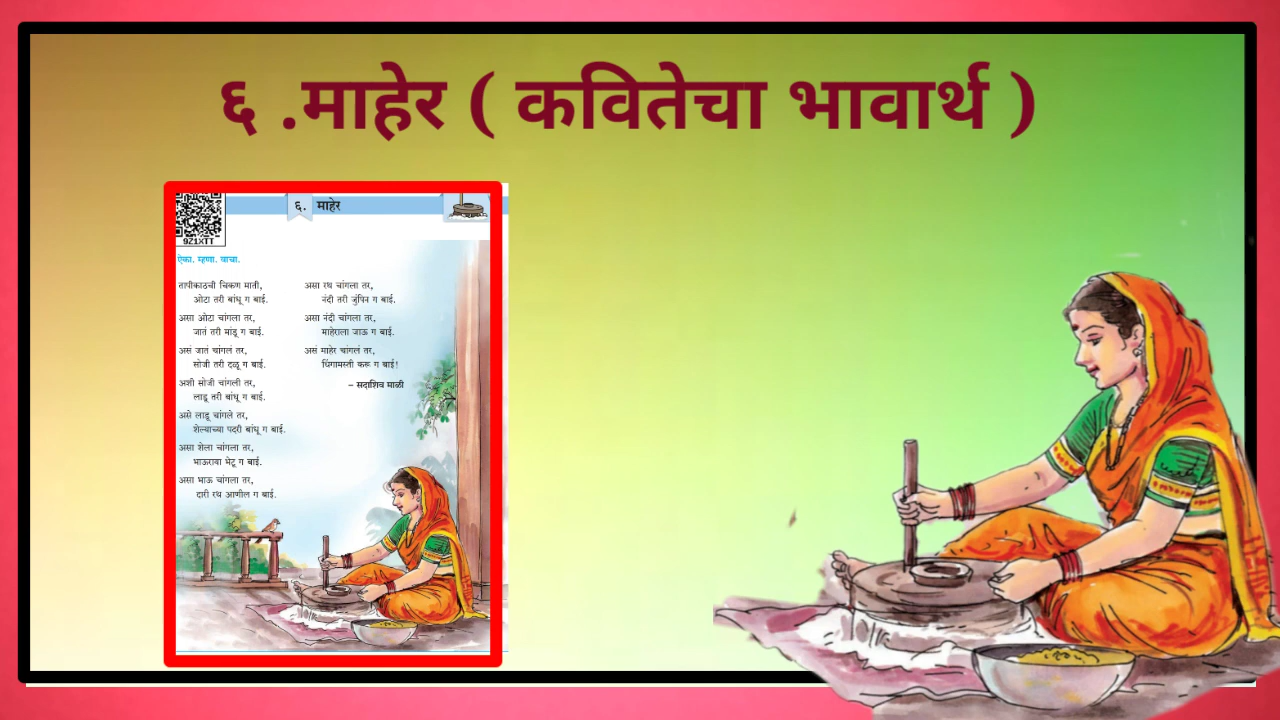 ६ .माहेर ( कवितेचा भावार्थ )
9Z1XTT
६. माहेर
ऐका. म्हणा. वाचा.
तापीकाठची चिकण माती,
ओटा तरी बांधू ग बाई.
असा ओटा चांगला तर,
जातं तरी मांडू ग बाई.
असं जातं चांगलं तर,
सोजी तरी दळू ग बाई.
अशी सोजी चांगली तर,
लाडू तरी बांधू ग बाई.
असे लाडू चांगले तर,
शेल्याच्या पदरी बांधू ग बाई.
असा शेला चांगला तर,
भाऊराया भेटू ग बाई.
असा भाऊ चांगला तर,
दारी रथ आणील ग बाई.
असा रथ चांगला तर,
नंदी तरी जुंपिन ग बाई.
असा नंदी चांगला तर,
माहेराला जाऊ ग बाई.
असं माहेर चांगलं तर,
धिंगामस्ती करू ग बाई!
– सदाशिव माळी